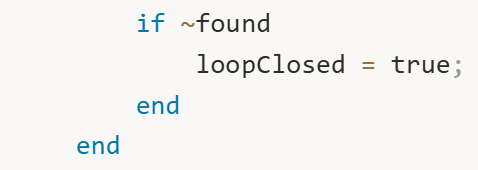 if ~found
loopClosed = true;
end
end